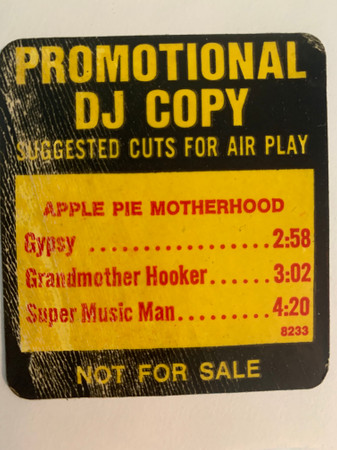 PROMOTIONAL
DJ COPY
SUGGESTED CUTS FOR AIR PLAY
APPLE PIE MOTHERHOOD
Gypsy ..................2:58
Grandmother Hooker......3:02
Super Music Man.........4:20
8233
NOT FOR SALE